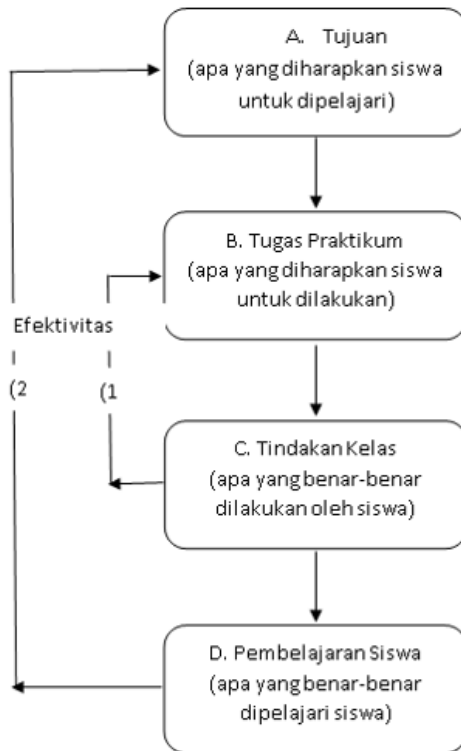 A. Tujuan
(apa yang diharapkan siswa
untuk dipelajari)
B. Tugas Praktikum
(apa yang diharapkan siswa
untuk dilakukan)
Efektivitas
(2
(1
C. Tindakan Kelas
(apa yang benar-benar
dilakukan oleh siswa)
D. Pembelajaran Siswa
(apa yang benar-benar
dipelajari siswa)